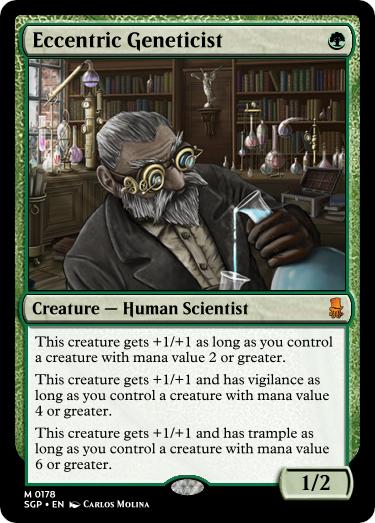 Eccentric Geneticist
Creature — Human Scientist
This creature gets +1/+1 as long as you control
a creature with mana value 2 or greater.
This creature gets +1/+1 and has vigilance as
long as you control a creature with mana value
4 or greater.
This creature gets +1/+1 and has trample as
long as you control a creature with mana value
6 or greater.
1/2
M 0178
SGP • EN Carlos Molina